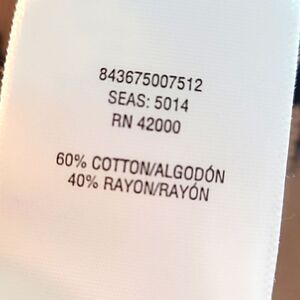 843675007512
SEAS: 5014
RN 42000
60% COTTON/ALGODÓN
40% RAYON/RAYÓN